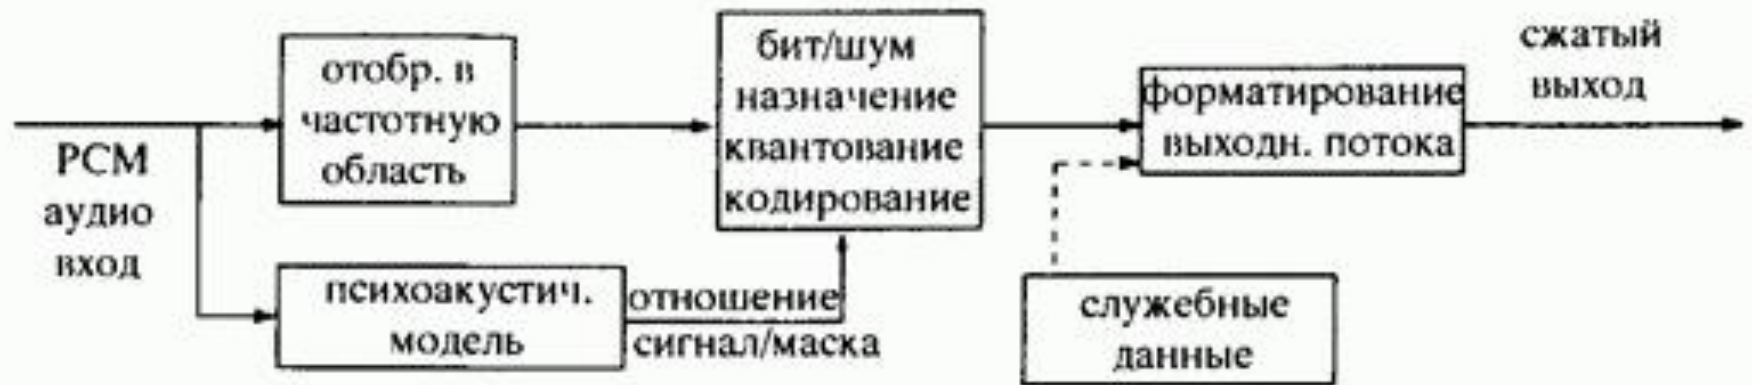 РСМ
аудио
вход
отобр. в
частотную
область
психоакустич.
модель
отношение
сигнал/маска
бит/шум
назначение
квантование
кодирование
форматирование
выходн. потока
служебные
данные
сжатый
выход